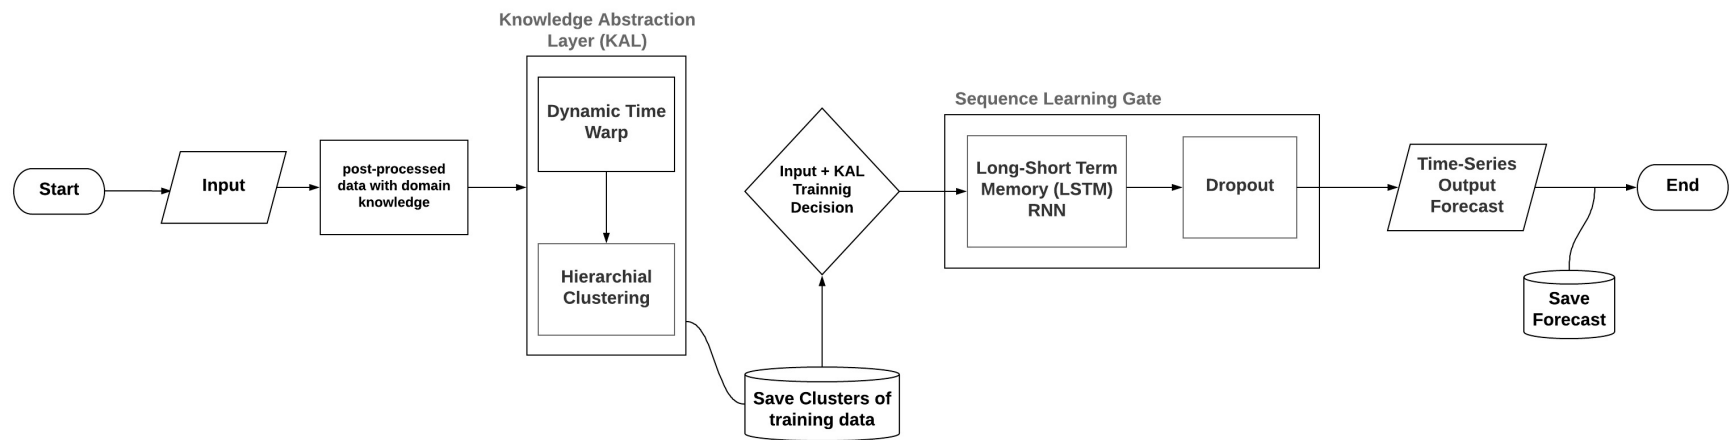 Start
Input
post-processed
data with domain
knowledge
Knowledge Abstraction
Layer (KAL)
Dynamic Time
Warp
Hierarchial
Clustering
Save Clusters of
training data
Input + KAL
Trainnig
Decision
Sequence Learning Gate
Long-Short Term
Memory (LSTM)
RNN
Dropout
Time-Series
Output
Forecast
Save
Forecast
End